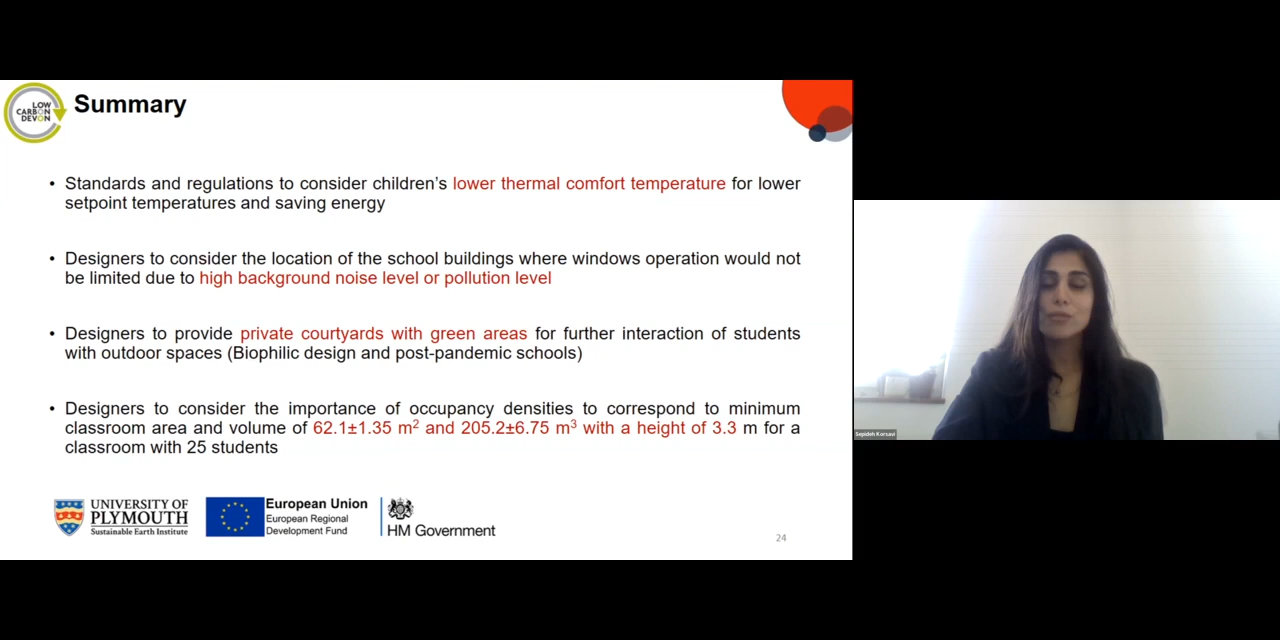 LOW
CARBON
DEVON
Summary
• Standards and regulations to consider children's lower thermal comfort temperature for lower
setpoint temperatures and saving energy
• Designers to consider the location of the school buildings where windows operation would not
be limited due to high background noise level or pollution level
• Designers to provide private courtyards with green areas for further interaction of students
with outdoor spaces (Biophilic design and post-pandemic schools)
• Designers to consider the importance of occupancy densities to correspond to minimum
classroom area and volume of 62.1±1.35 m² and 205.2±6.75 m³ with a height of 3.3 m for a
classroom with 25 students
UNIVERSITY OF
PLYMOUTH
Sustainable Earth Institute
European Union
European Regional
Development Fund
HM Government
24
Sepideh Korsavi